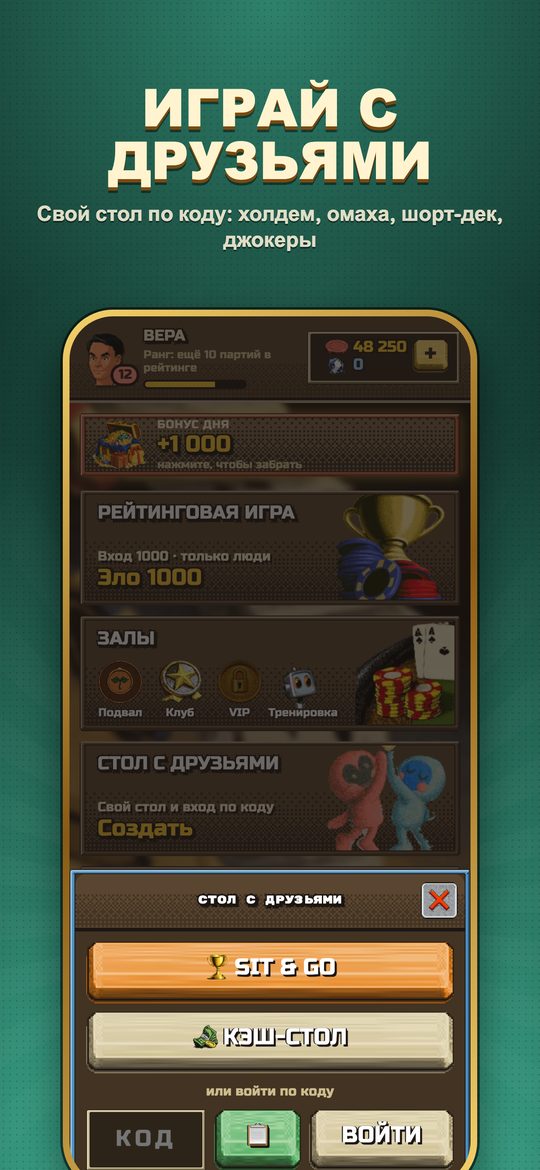 ИГРАЙ С
ДРУЗЬЯМИ
Свой стол по коду: холдем, омаха, шорт-дек,
джокеры
ВЕРА
Ранг: ещё 10 партий в
рейтинге
12
48 250
+
0
БОНУС ДНЯ
+1 000
нажмите, чтобы забрать
РЕЙТИНГОВАЯ ИГРА
Вход 1000 · только люди
Эло 1000
ЗАЛЫ
A A
Подвал Клуб VIP Тренировка
СТОЛ С ДРУЗЬЯМИ
Свой стол и вход по коду
Создать
СТОЛ С ДРУЗЬЯМИ
SIT & GO
КЭШ-СТОЛ
или войти по коду
КОД
ВОЙТИ